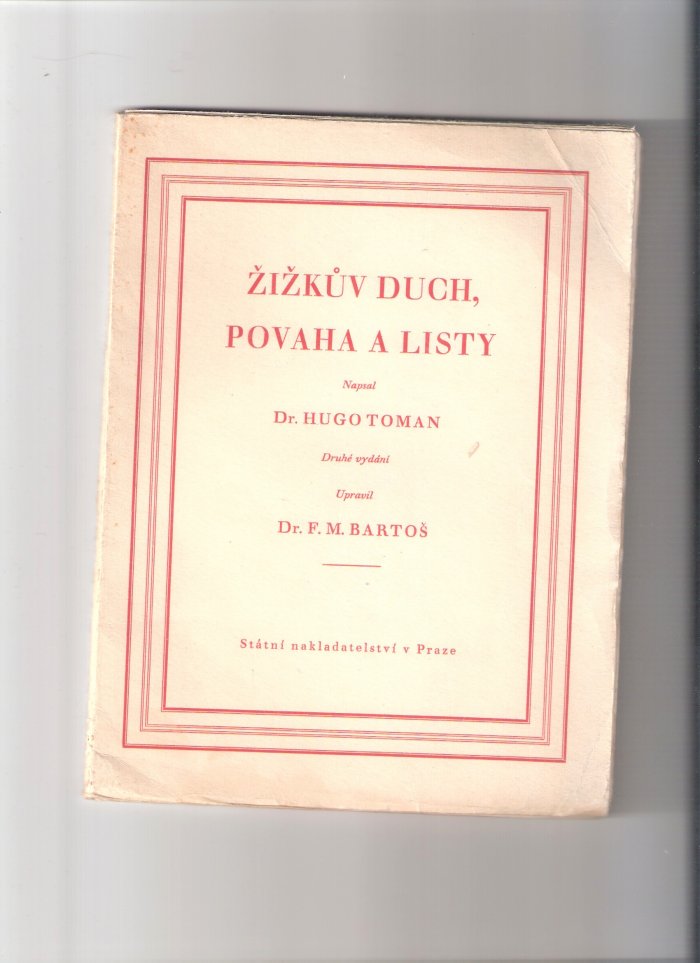 ŽIŽKŮV DUCH,
POVAHA A LISTY
Napsal
Dr. HUGO TOMAN
Druhé vydání
Upravil
Dr. F. M. BARTOŠ
Státní nakladatelství v Praze